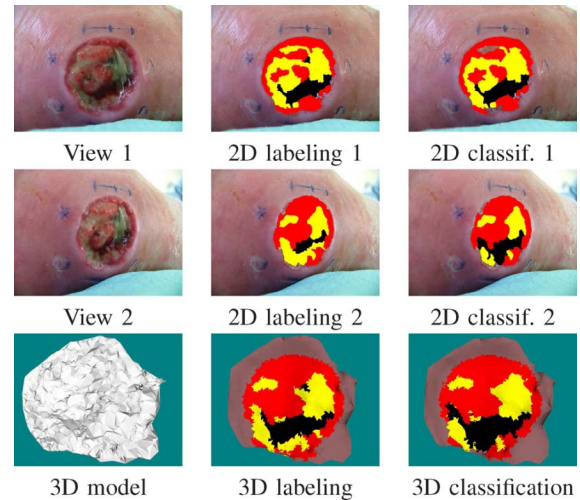 View 1
2D labeling 1
2D classif. 1
View 2
2D labeling 2
2D classif. 2
3D model
3D labeling
3D classification